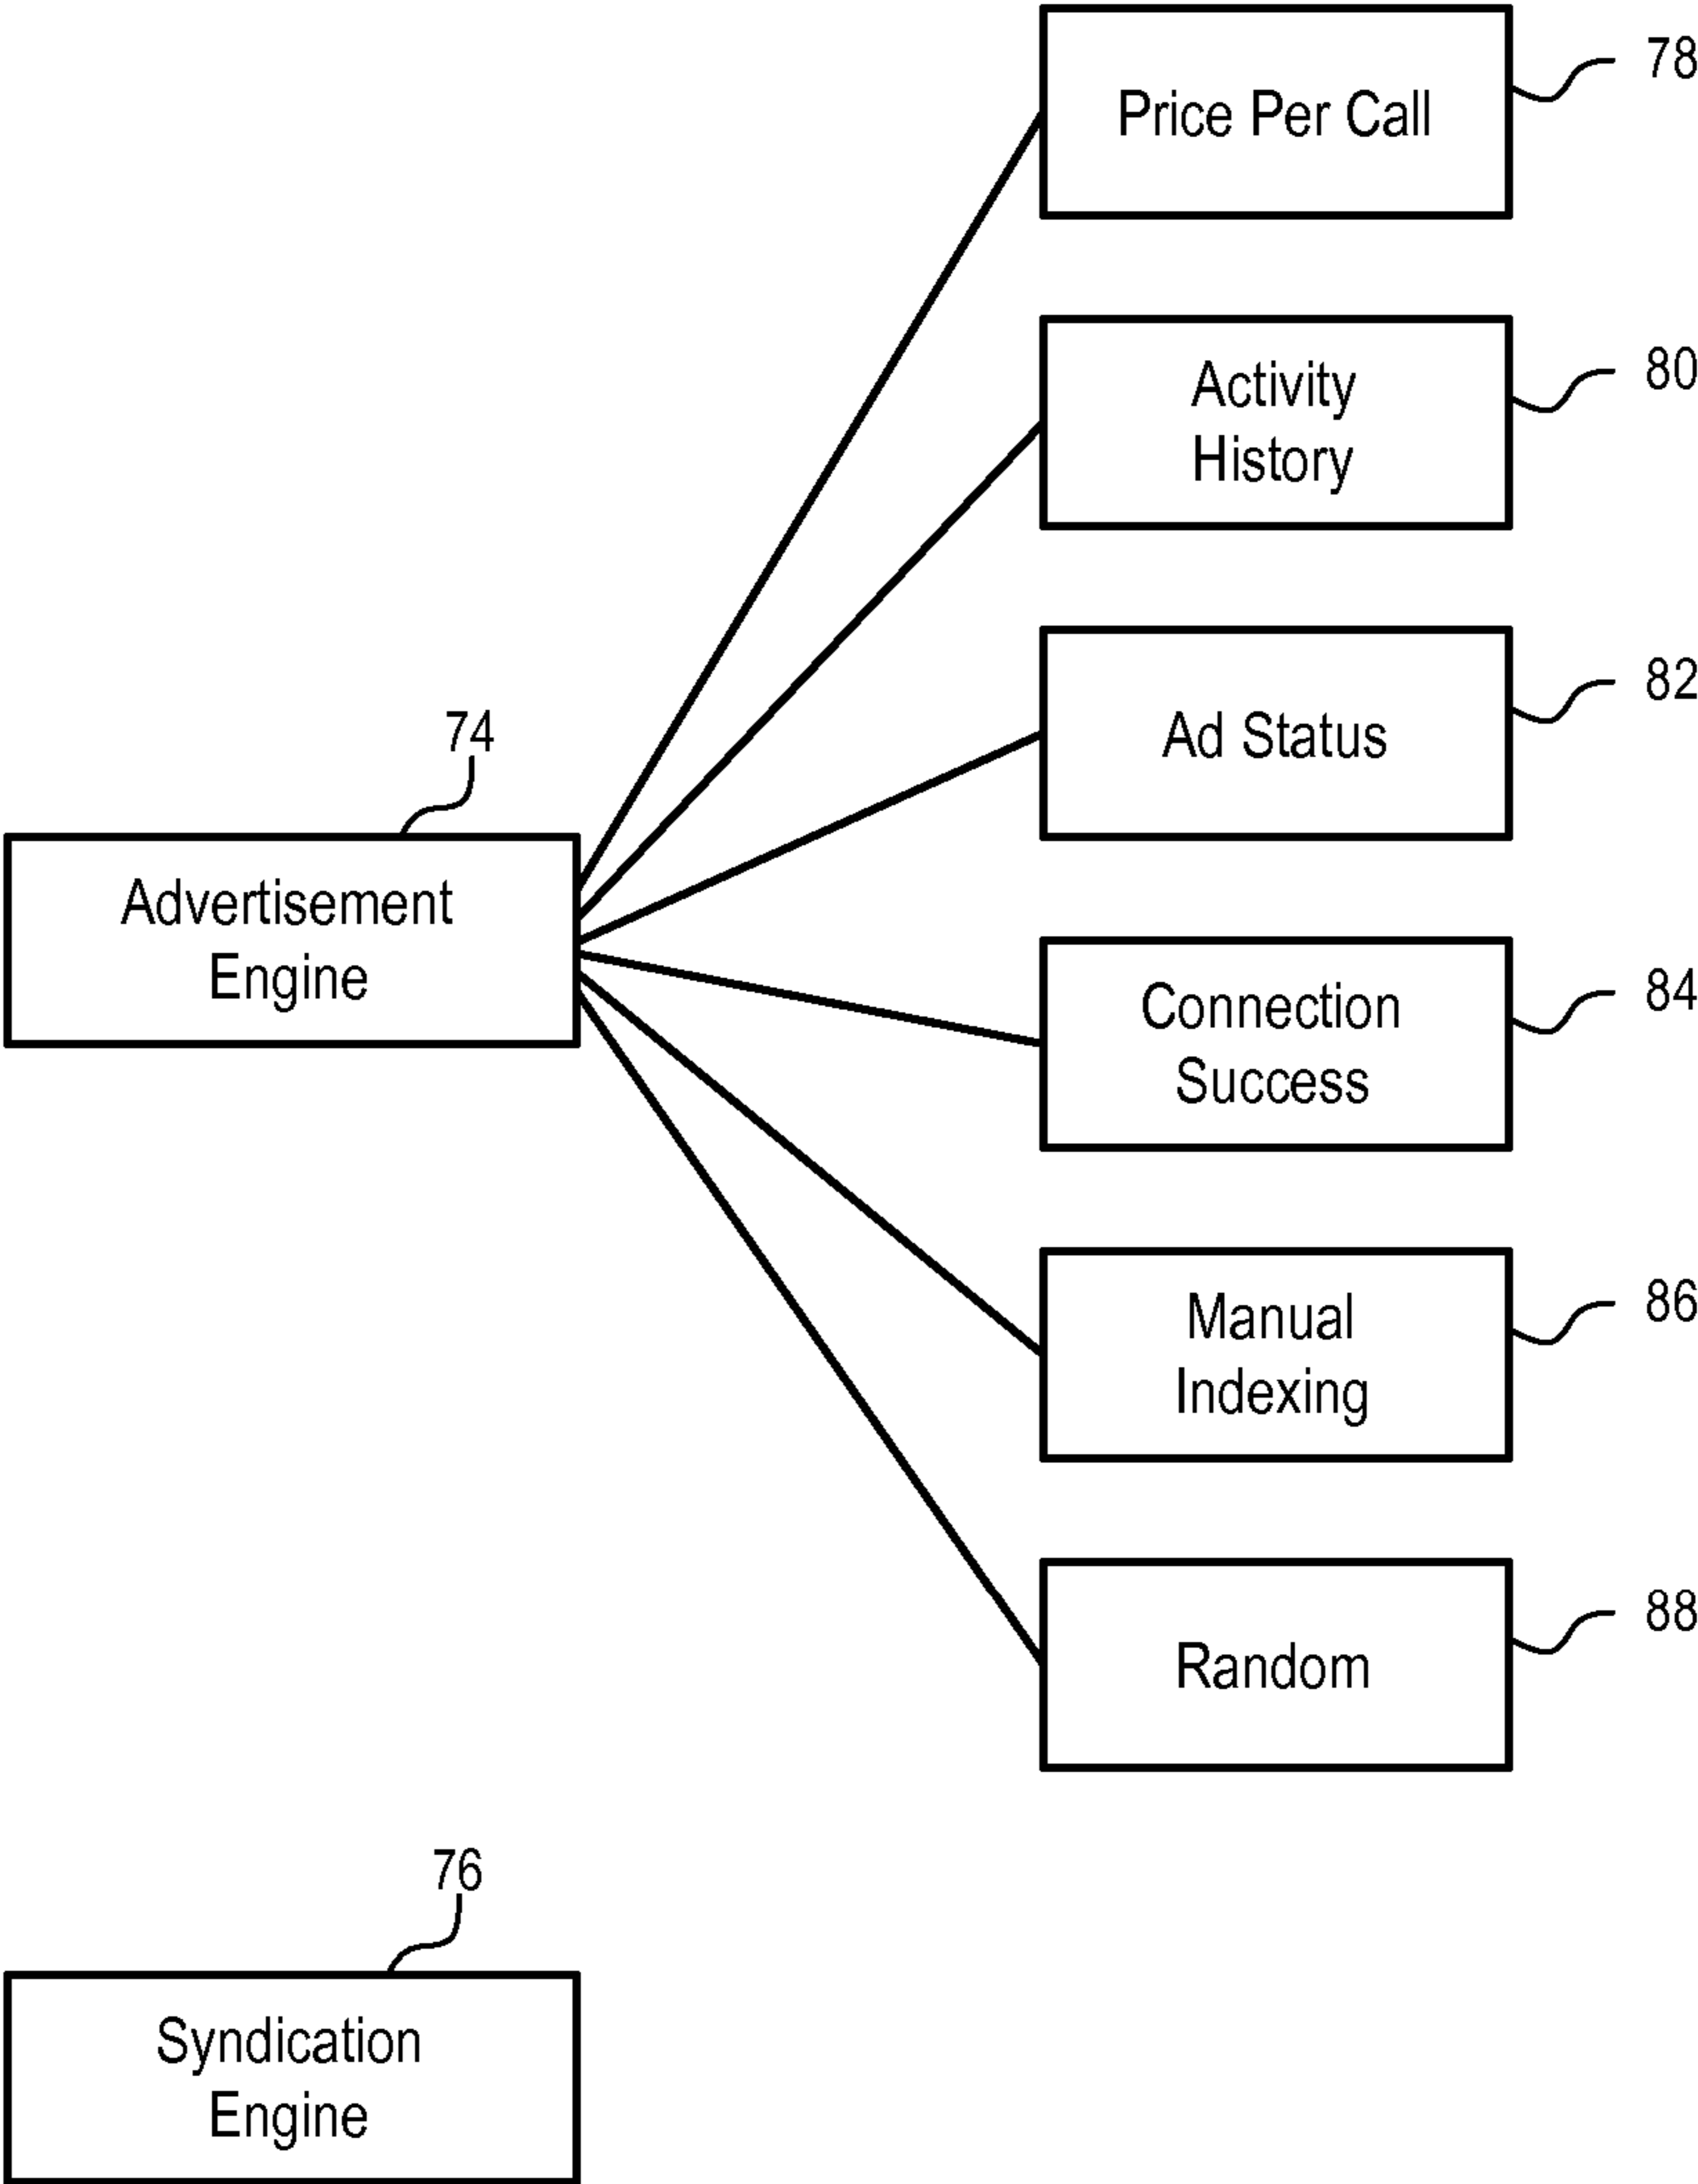 Price Per Call
78
Activity
History
80
Ad Status
82
74
Advertisement
Engine
Connection
Success
84
Manual
Indexing
86
Random
88
76
Syndication
Engine